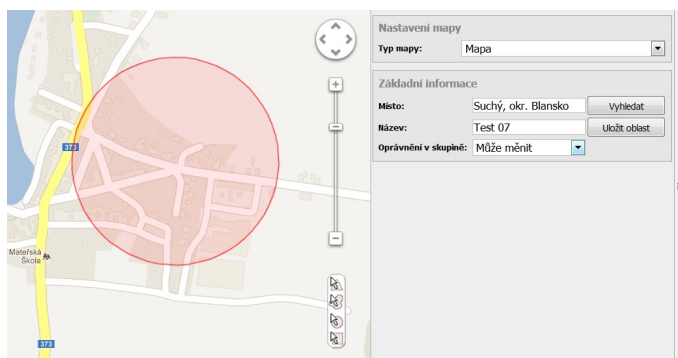 Nastavení mapy
Typ mapy: Mapa
Základní informace
Místo: Suchý, okr. Blansko Vyhledat
Název: Test 07 Uložit oblast
Oprávnění v skupině: Může měnit
373
Mateřská
Škola
373